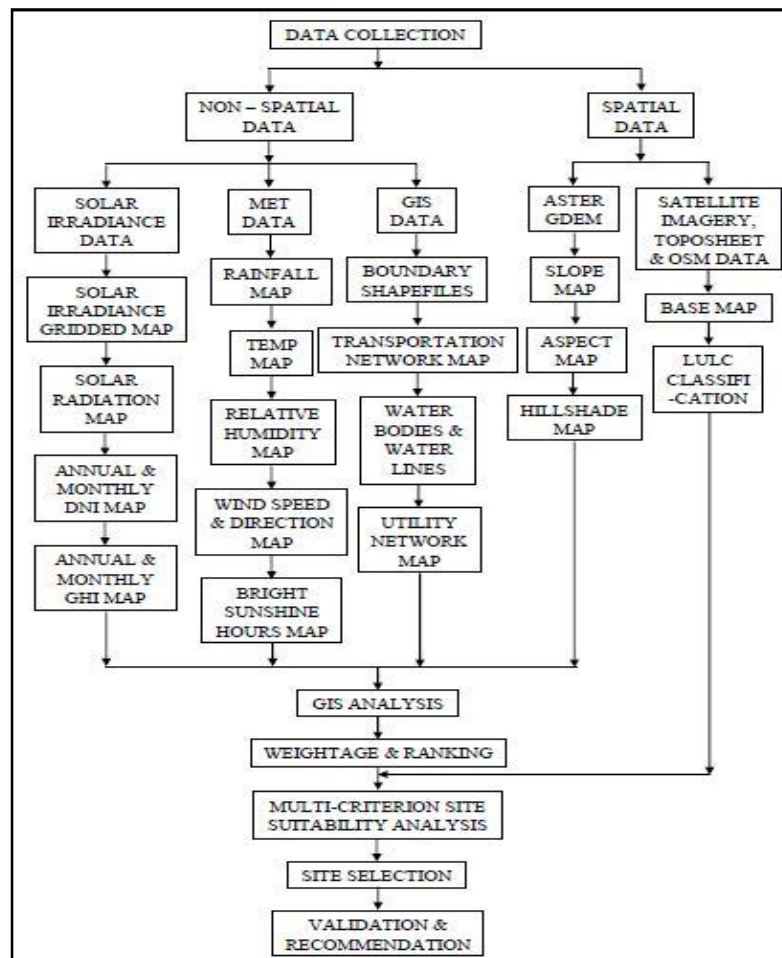 DATA COLLECTION
NON – SPATIAL
DATA
SPATIAL
DATA
SOLAR
IRRADIANCE
DATA
SOLAR
IRRADIANCE
GRIDDED MAP
SOLAR
RADIATION
MAP
ANNUAL &
MONTHLY
DNI MAP
ANNUAL &
MONTHLY
GHI MAP
MET
DATA
RAINFALL
MAP
TEMP
MAP
RELATIVE
HUMIDITY
MAP
WIND SPEED
& DIRECTION
MAP
BRIGHT
SUNSHINE
HOURS MAP
GIS
DATA
BOUNDARY
SHAPEFILES
TRANSPORTATION
NETWORK MAP
WATER
BODIES &
WATER
LINES
UTILITY
NETWORK
MAP
ASTER
GDEM
SLOPE
MAP
ASPECT
MAP
HILLSHADE
MAP
SATELLITE
IMAGERY,
TOPOSHEET
& OSM DATA
BASE MAP
LULC
CLASSIFI
-CATION
GIS ANALYSIS
WEIGHTAGE & RANKING
MULTI-CRITERION SITE
SUITABILITY ANALYSIS
SITE SELECTION
VALIDATION &
RECOMMENDATION